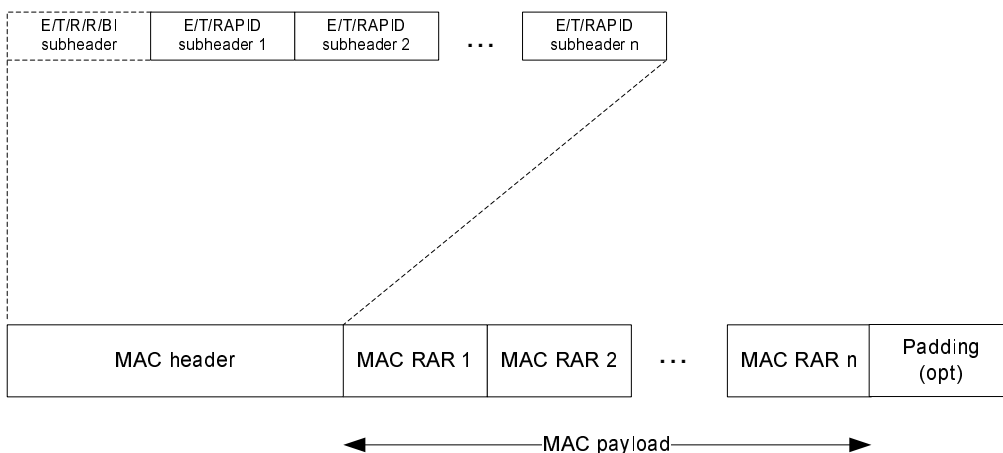 E/T/R/R/BI
subheader
E/T/RAPID
subheader 1
E/T/RAPID
subheader 2
...
E/T/RAPID
subheader n
MAC header
MAC RAR 1
MAC RAR 2
...
MAC RAR n
Padding
(opt)
MAC payload